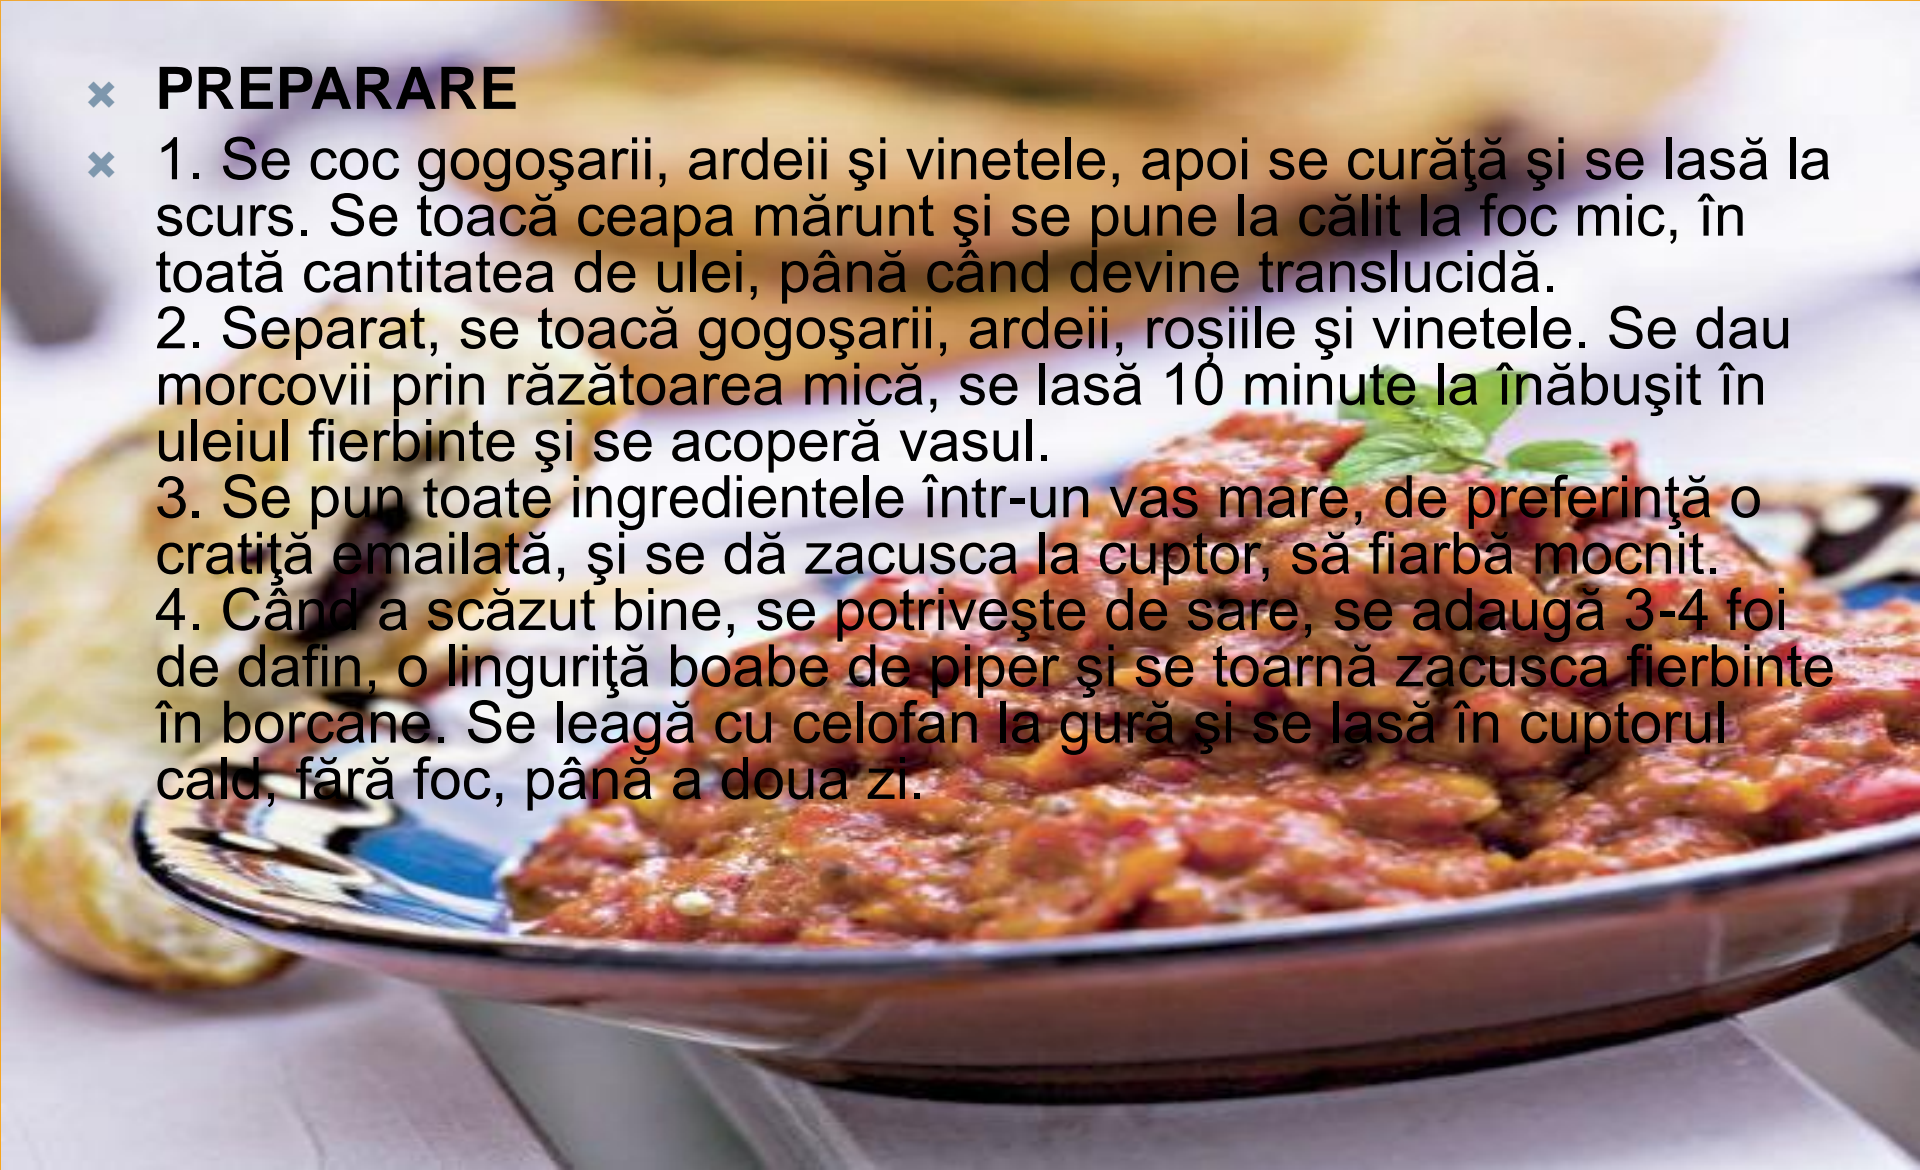 PREPARARE
1. Se coc gogoşarii, ardeii şi vinetele, apoi se curăţă şi se lasă la
scurs. Se toacă ceapa mărunt şi se pune la călit la foc mic, în
toată cantitatea de ulei, până când devine translucidă.
2. Separat, se toacă gogoşarii, ardeii, roșiile şi vinetele. Se dau
morcovii prin răzătoarea mică, se lasă 10 minute la înăbuşit în
uleiul fierbinte şi se acoperă vasul.
3. Se pun toate ingredientele într-un vas mare, de preferinţă o
cratiţă emailată, şi se dă zacusca la cuptor, să fiarbă mocnit.
4. Când a scăzut bine, se potriveşte de sare, se adaugă 3-4 foi
de dafin, o linguriţă boabe de piper şi se toarnă zacusca fierbinte
în borcane. Se leagă cu celofan la gură şi se lasă în cuptorul
cald, fără foc, până a doua zi.